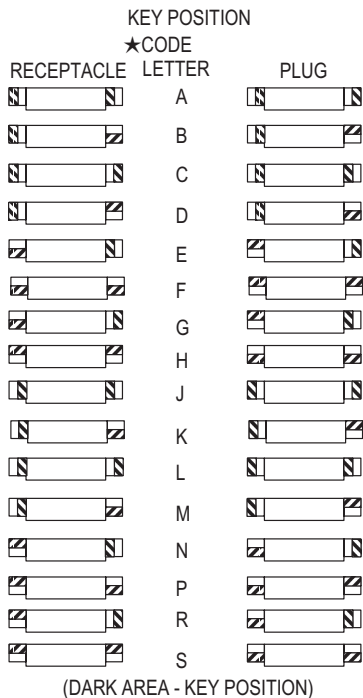 KEY POSITION
★CODE
RECEPTACLE LETTER PLUG
A
B
C
D
E
F
G
H
J
K
L
M
N
P
R
S
(DARK AREA - KEY POSITION)